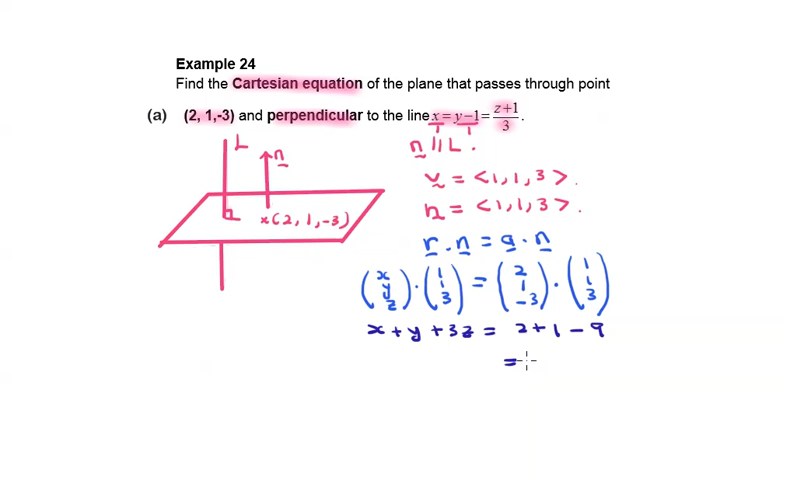 Example 24
Find the Cartesian equation of the plane that passes through point
(a) (2, 1,-3) and perpendicular to the line x/1 = y−1/1 = z+1/3.
n // L.
L
n
v = <1, 1, 3>.
n = <1, 1, 3>.
x(2, 1, −3)
r . n = a . n
(x y z) . (1 1 3) = (2 1 −3) . (1 1 3)
x + y + 3z = 2 + 1 − 9
=